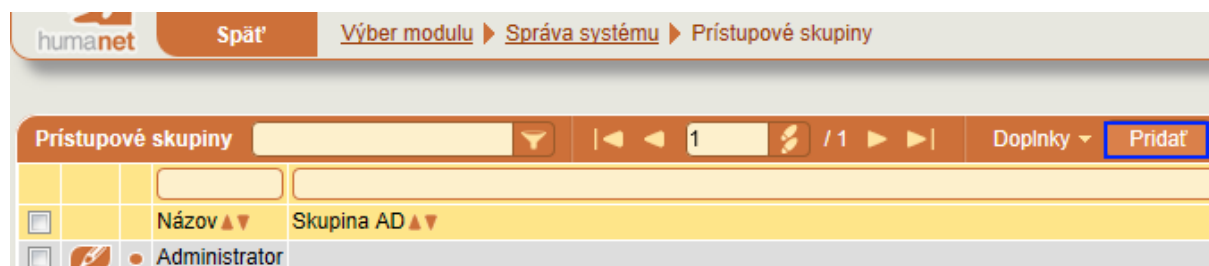 humanet Späť Výber modulu Správa systému Prístupové skupiny
Prístupové skupiny 1 / 1 Doplnky Pridať
Názov Skupina AD
Administrator